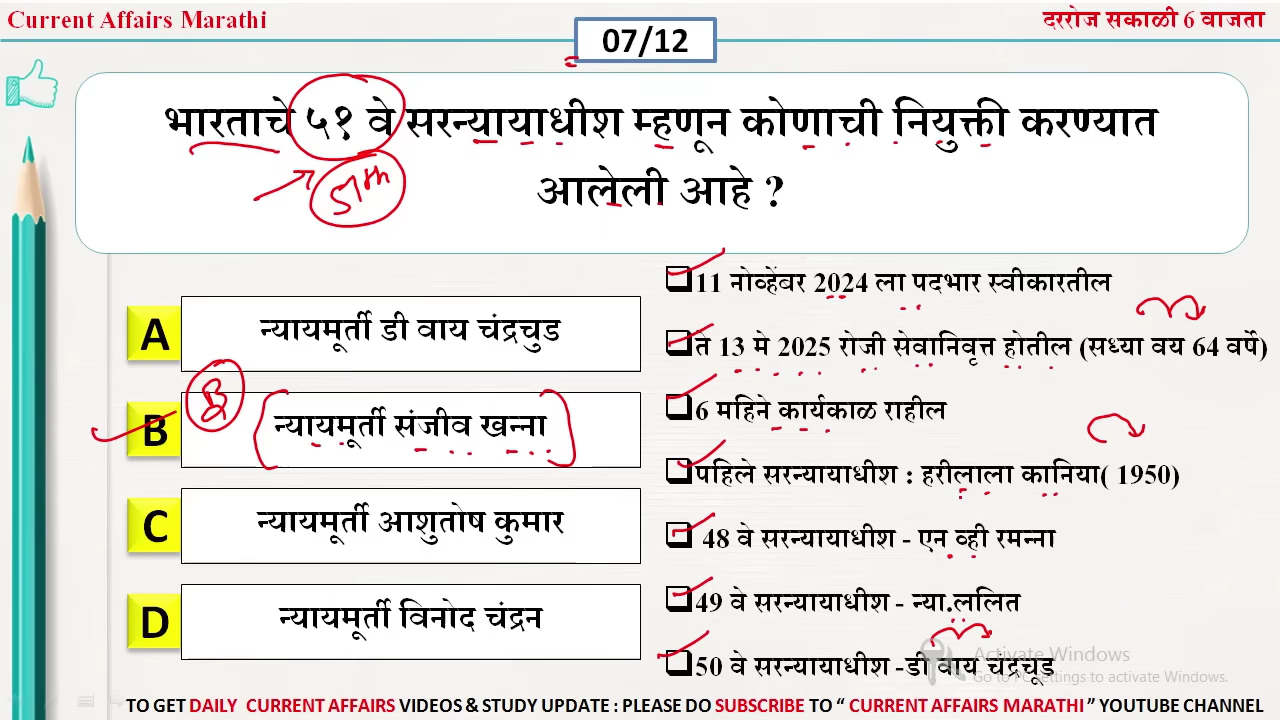 Current Affairs Marathi
दररोज सकाळी 6 वाजता
07/12
भारताचे ५१ वे सरन्यायाधीश म्हणून कोणाची नियुक्ती करण्यात
आलेली आहे ?
51th
A न्यायमूर्ती डी वाय चंद्रचुड
B न्यायमूर्ती संजीव खन्ना
B
C न्यायमूर्ती आशुतोष कुमार
D न्यायमूर्ती विनोद चंद्रन
11 नोव्हेंबर 2024 ला पदभार स्वीकारतील
ते 13 मे 2025 रोजी सेवानिवृत्त होतील (सध्या वय 64 वर्षे)
6 महिने कार्यकाळ राहील
पहिले सरन्यायाधीश : हरीलाला कानिया( 1950)
48 वे सरन्यायाधीश - एन व्ही रमन्ना
49 वे सरन्यायाधीश - न्या.ललित
50 वे सरन्यायाधीश -डी वाय चंद्रचूड
Activate Windows
Go to PC settings to activate Windows.
TO GET DAILY CURRENT AFFAIRS VIDEOS & STUDY UPDATE : PLEASE DO SUBSCRIBE TO “ CURRENT AFFAIRS MARATHI ” YOUTUBE CHANNEL